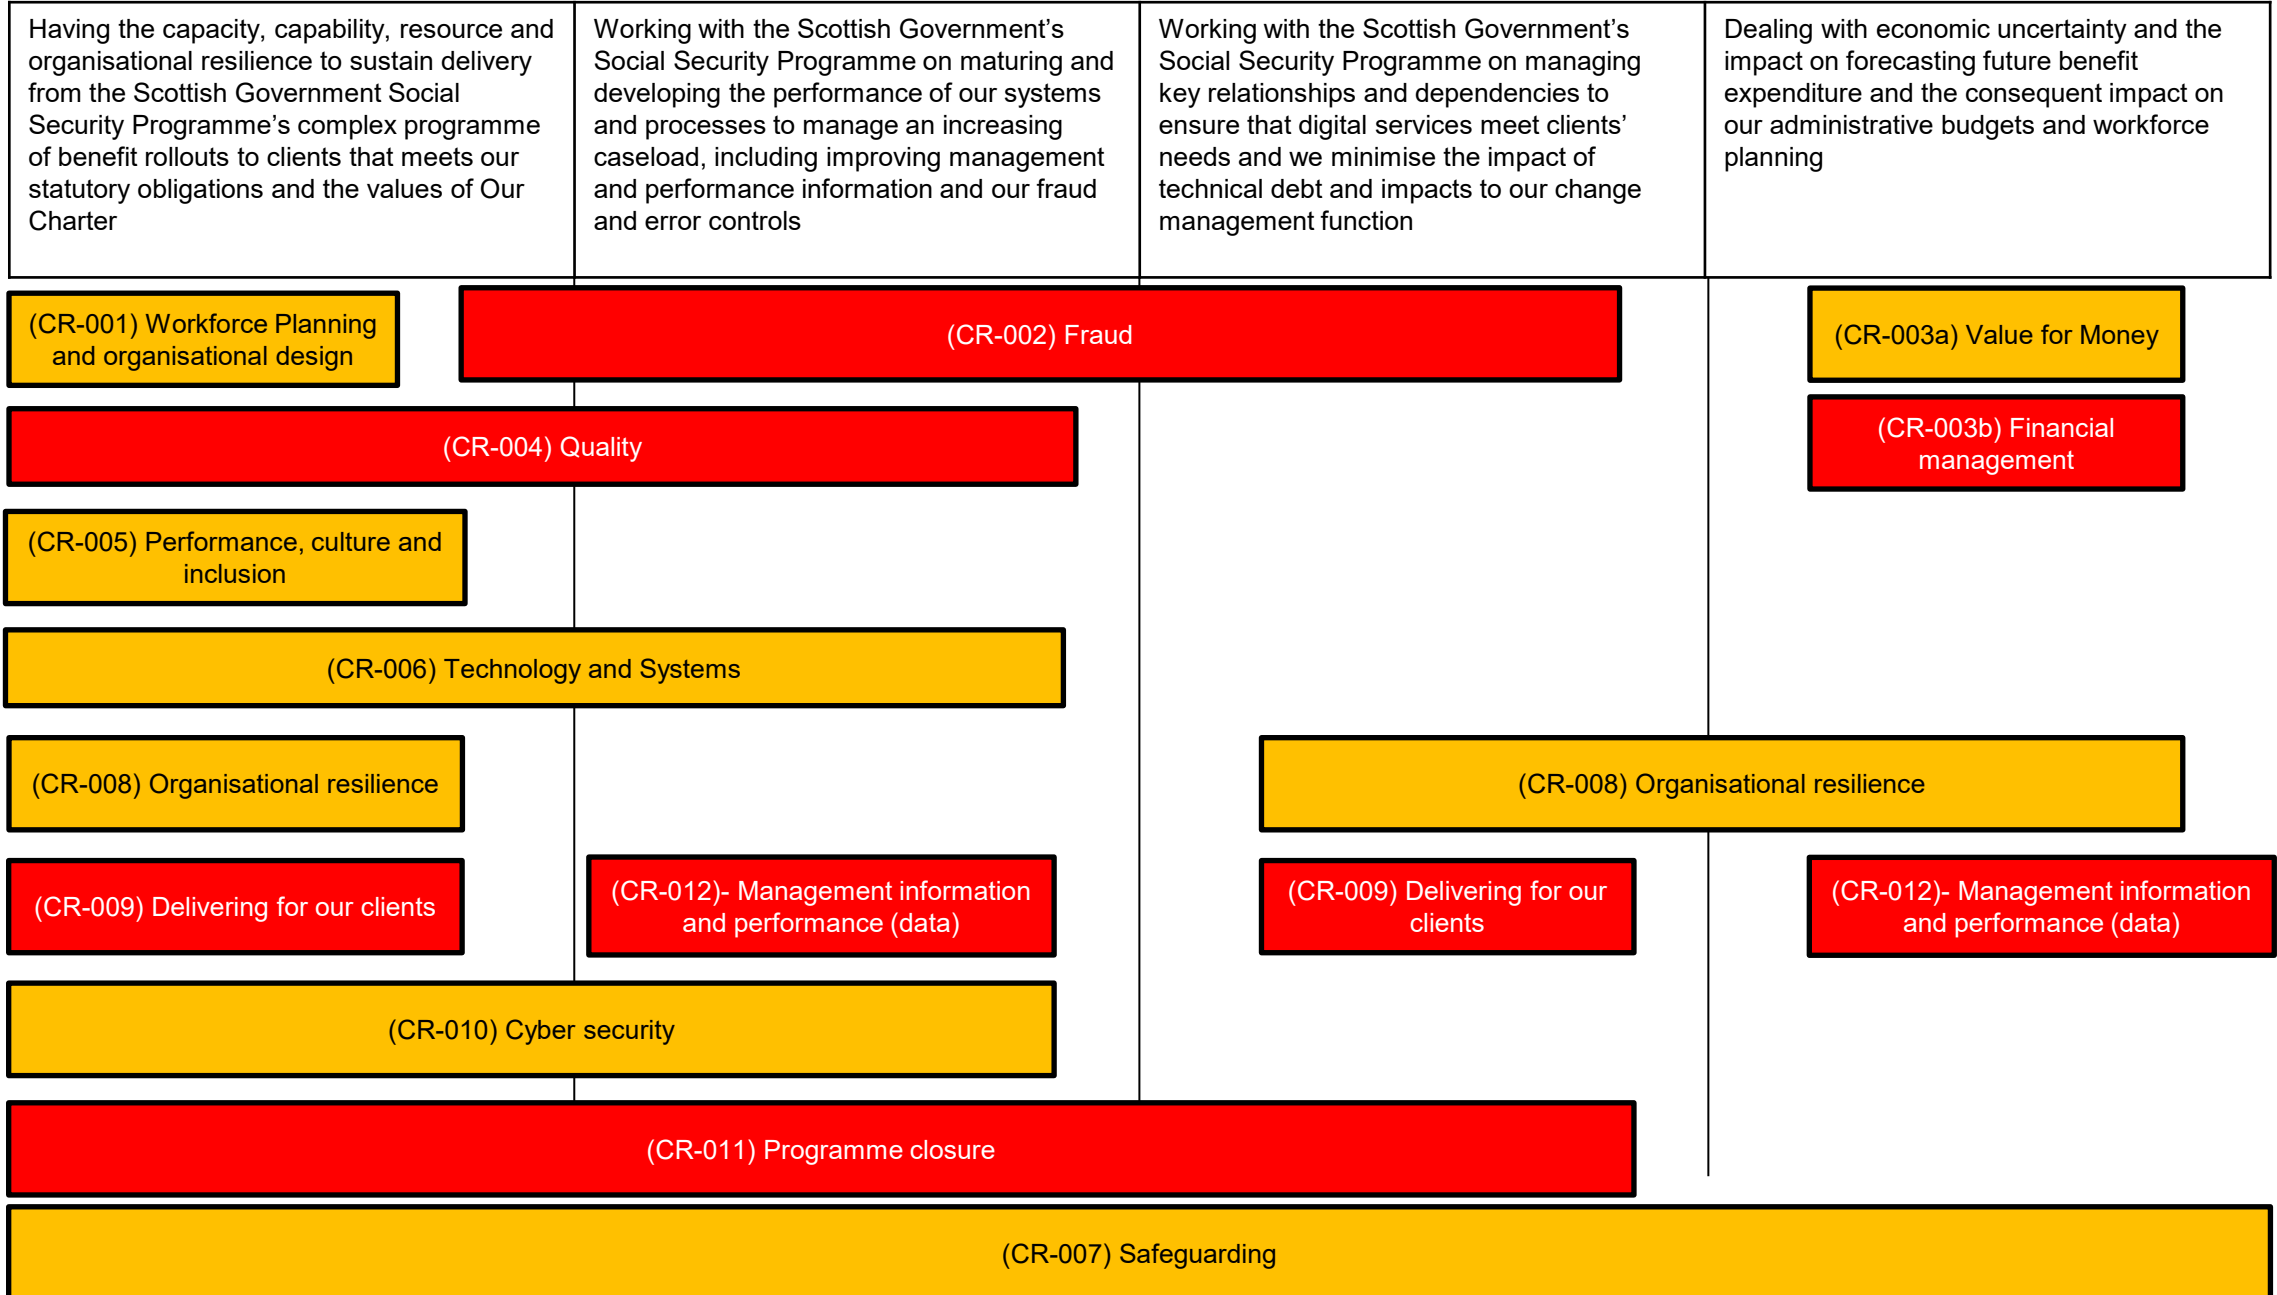 Having the capacity, capability, resource and
organisational resilience to sustain delivery
from the Scottish Government Social
Security Programme’s complex programme
of benefit rollouts to clients that meets our
statutory obligations and the values of Our
Charter
Working with the Scottish Government’s
Social Security Programme on maturing and
developing the performance of our systems
and processes to manage an increasing
caseload, including improving management
and performance information and our fraud
and error controls
Working with the Scottish Government’s
Social Security Programme on managing
key relationships and dependencies to
ensure that digital services meet clients’
needs and we minimise the impact of
technical debt and impacts to our change
management function
Dealing with economic uncertainty and the
impact on forecasting future benefit
expenditure and the consequent impact on
our administrative budgets and workforce
planning
(CR-001) Workforce Planning
and organisational design
(CR-002) Fraud
(CR-003a) Value for Money
(CR-004) Quality
(CR-003b) Financial
management
(CR-005) Performance, culture and
inclusion
(CR-006) Technology and Systems
(CR-008) Organisational resilience
(CR-008) Organisational resilience
(CR-009) Delivering for our clients
(CR-012)- Management information
and performance (data)
(CR-009) Delivering for our
clients
(CR-012)- Management information
and performance (data)
(CR-010) Cyber security
(CR-011) Programme closure
(CR-007) Safeguarding